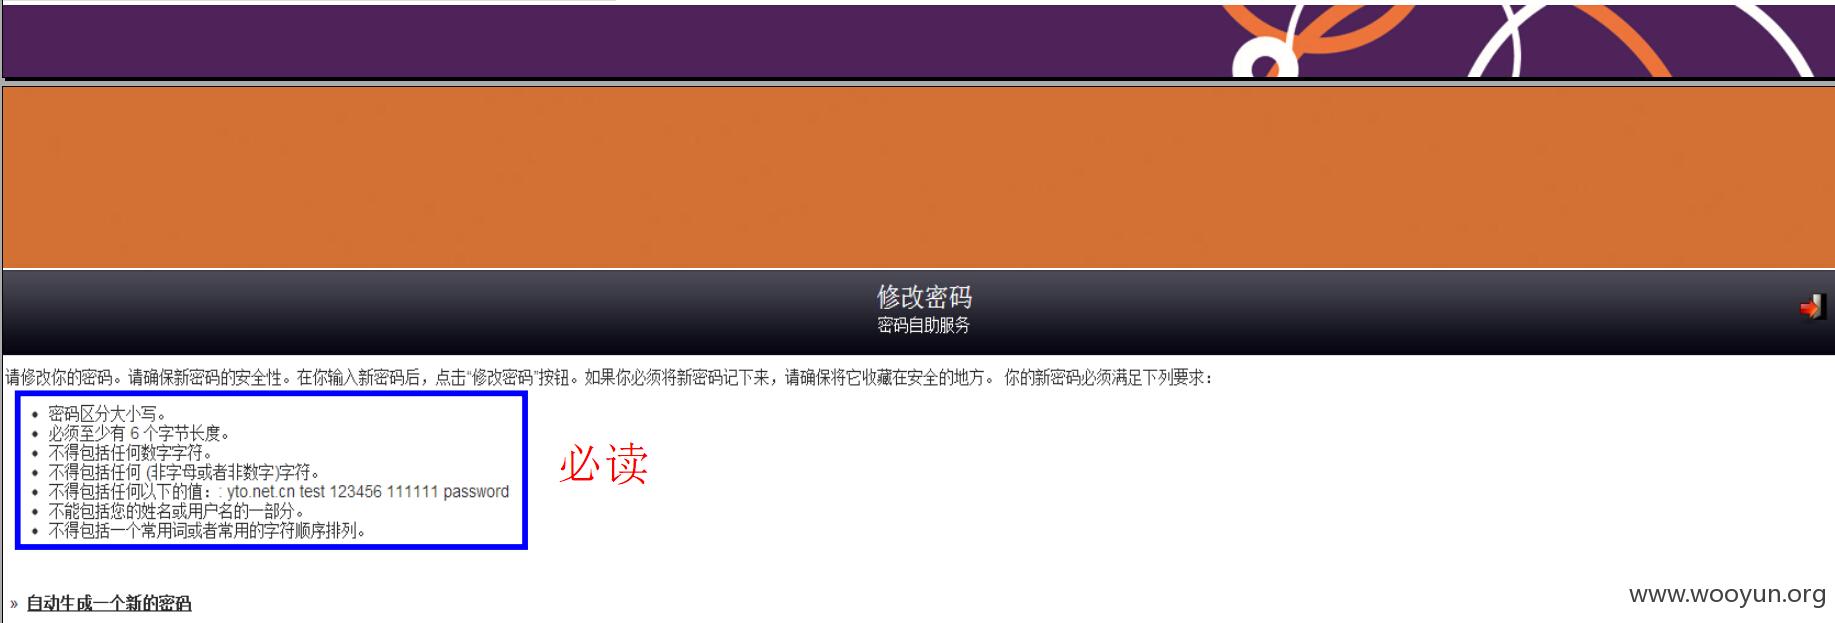 修改密码
密码自助服务
请修改你的密码。请确保新密码的安全性。在你输入新密码后，点击“修改密码”按钮。如果你必须将新密码记下来，请确保将它收藏在安全的地方。 你的新密码必须满足下列要求：
• 密码区分大小写。
• 必须至少有 6 个字节长度。
• 不得包括任何数字字符。
• 不得包括任何 (非字母或者非数字)字符。
• 不得包括任何以下的值：: yto.net.cn test 123456 111111 password
• 不能包括您的姓名或用户名的一部分。
• 不得包括一个常用词或者常用的字符顺序排列。
必读
» 自动生成一个新的密码
www.wooyun.org